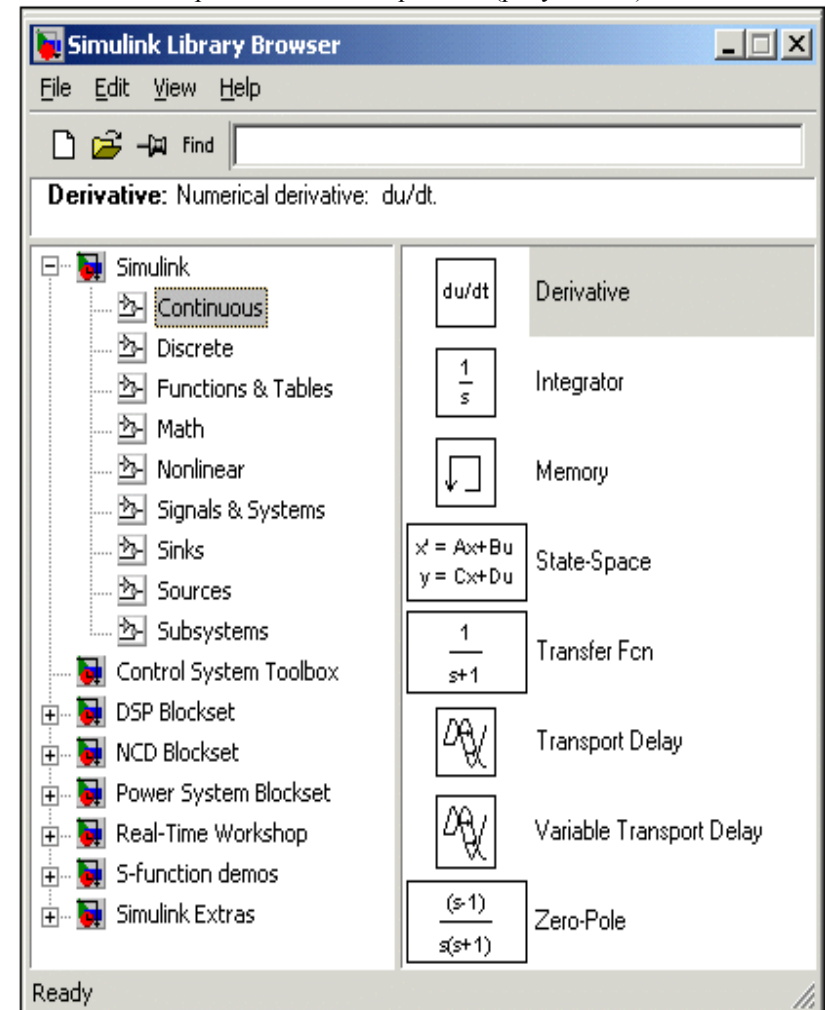 Simulink Library Browser
File Edit View Help
Find
Derivative: Numerical derivative: du/dt.
Simulink
Continuous
Discrete
Functions & Tables
Math
Nonlinear
Signals & Systems
Sinks
Sources
Subsystems
Control System Toolbox
DSP Blockset
NCD Blockset
Power System Blockset
Real-Time Workshop
S-function demos
Simulink Extras
du/dt Derivative
1
s
Integrator
Memory
x' = Ax+Bu
y = Cx+Du
State-Space
1
s+1
Transfer Fcn
Transport Delay
Variable Transport Delay
(s-1)
s(s+1)
Zero-Pole
Ready